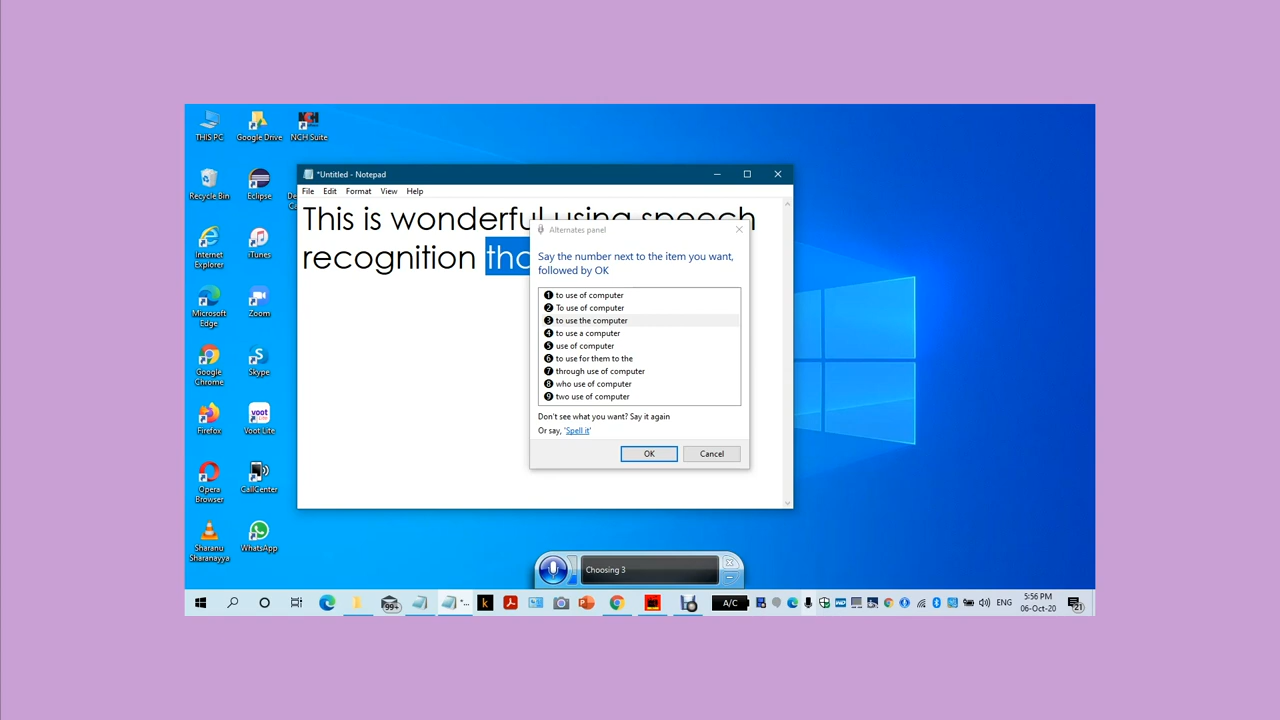 THIS PC
Google Drive
NCH Suite
Recycle Bin
Eclipse
Internet
Explorer
iTunes
Microsoft
Edge
Zoom
Google
Chrome
Skype
Firefox
Voot Lite
Opera
Browser
CallCenter
Sharanu
Sharanayya
WhatsApp
*Untitled - Notepad
File Edit Format View Help
This is wonderful using speech
recognition
Alternates panel
Say the number next to the item you want,
followed by OK
1 to use of computer
2 To use of computer
3 to use the computer
4 to use a computer
5 use of computer
6 to use for them to the
7 through use of computer
8 who use of computer
9 two use of computer
Don't see what you want? Say it again
Or say, 'Spell it'
OK Cancel
Choosing 3
99+
A/C
ENG
5:56 PM
06-Oct-20
21